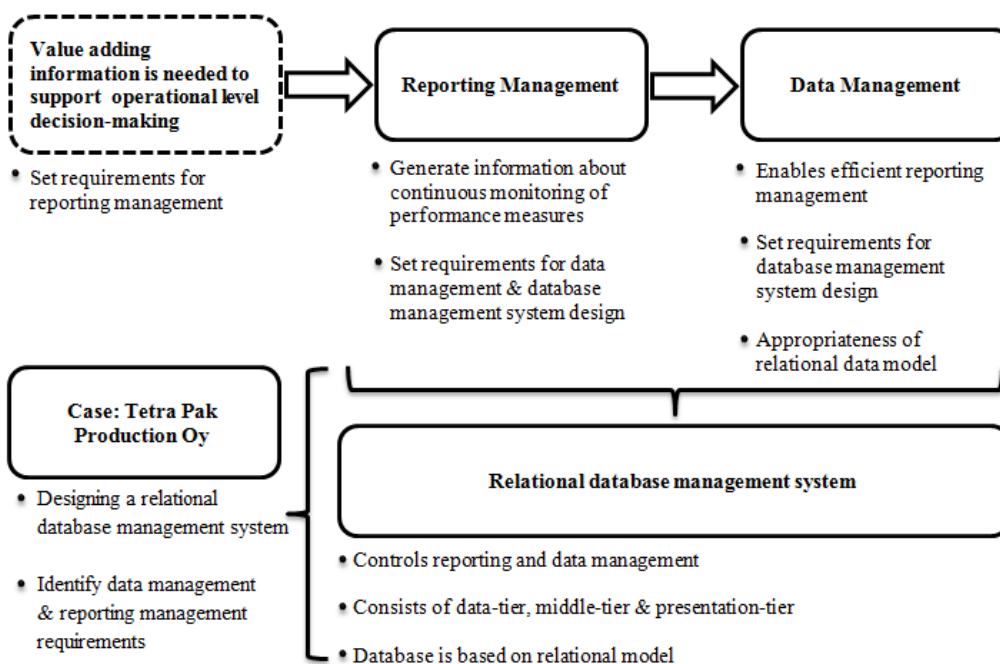 Value adding
information is needed to
support operational level
decision-making
• Set requirements for
reporting management
Reporting Management
• Generate information about
continuous monitoring of
performance measures
• Set requirements for data
management & database
management system design
Data Management
• Enables efficient reporting
management
• Set requirements for
database management
system design
• Appropriateness of
relational data model
Case: Tetra Pak
Production Oy
• Designing a relational
database management system
• Identify data management
& reporting management
requirements
Relational database management system
• Controls reporting and data management
• Consists of data-tier, middle-tier & presentation-tier
• Database is based on relational model